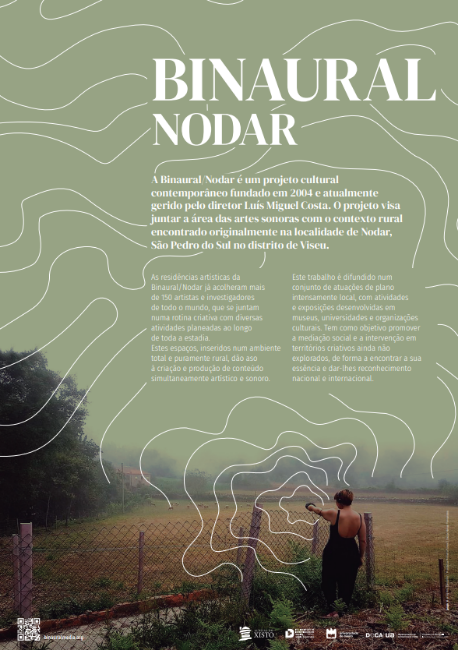 BINAURAL
NODAR
A Binaural/Nodar é um projeto cultural
contemporâneo fundado em 2004 e atualmente
gerido pelo diretor Luís Miguel Costa. O projeto visa
juntar a área das artes sonoras com o contexto rural
encontrado originalmente na localidade de Nodar,
São Pedro do Sul no distrito de Viseu.
As residências artísticas da
Binaural/Nodar já acolheram mais
de 150 artistas e investigadores
de todo o mundo, que se juntam
numa rotina criativa com diversas
atividades planeadas ao longo
de toda a estadia.
Estes espaços, inseridos num ambiente
total e puramente rural, dão aso
à criação e produção de conteúdo
simultaneamente artístico e sonoro.
Este trabalho é difundido num
conjunto de atuações de plano
intensamente local, com atividades
e exposições desenvolvidas em
museus, universidades e organizações
culturais. Tem como objetivo promover
a mediação social e a intervenção em
territórios criativos ainda não
explorados, de forma a encontrar a sua
essência e dar-lhes reconhecimento
nacional e internacional.
XISTO